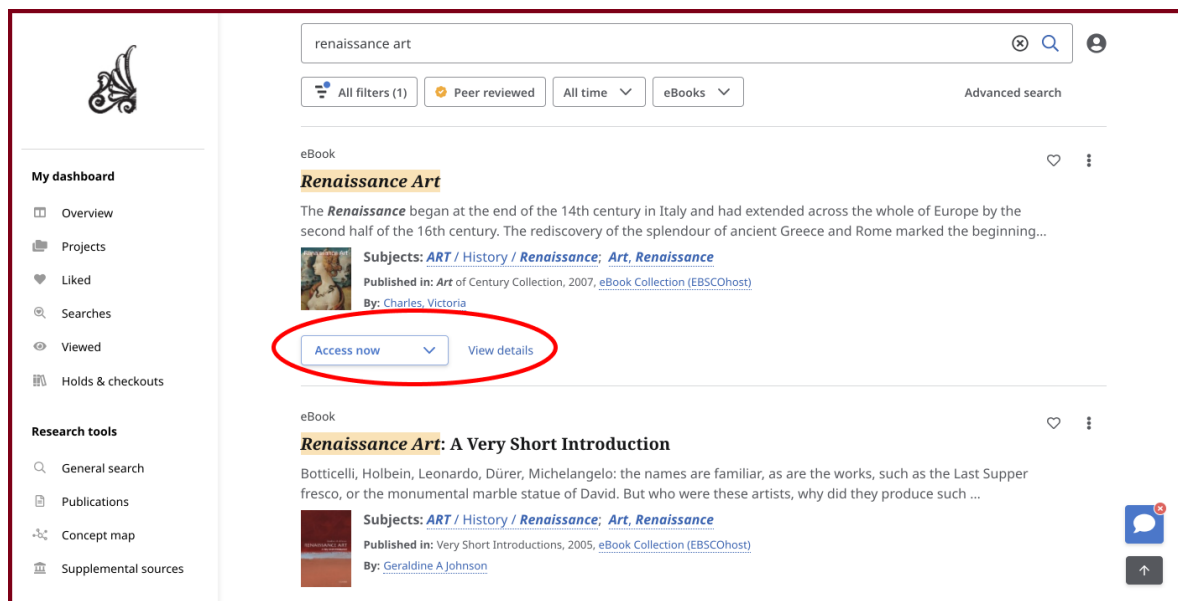 renaissance art
All filters (1)
Peer reviewed
All time
eBooks
Advanced search
My dashboard
Overview
Projects
Liked
Searches
Viewed
Holds & checkouts
Research tools
General search
Publications
Concept map
Supplemental sources
eBook
Renaissance Art
The Renaissance began at the end of the 14th century in Italy and had extended across the whole of Europe by the
second half of the 16th century. The rediscovery of the splendour of ancient Greece and Rome marked the beginning...
Subjects: ART / History / Renaissance; Art, Renaissance
Published in: Art of Century Collection, 2007, eBook Collection (EBSCOhost)
By: Charles, Victoria
Access now
View details
eBook
Renaissance Art: A Very Short Introduction
Botticelli, Holbein, Leonardo, Dürer, Michelangelo: the names are familiar, as are the works, such as the Last Supper
fresco, or the monumental marble statue of David. But who were these artists, why did they produce such ...
Subjects: ART / History / Renaissance; Art, Renaissance
Published in: Very Short Introductions, 2005, eBook Collection (EBSCOhost)
By: Geraldine A Johnson
Renaissance Art
RENAISSANCE ART